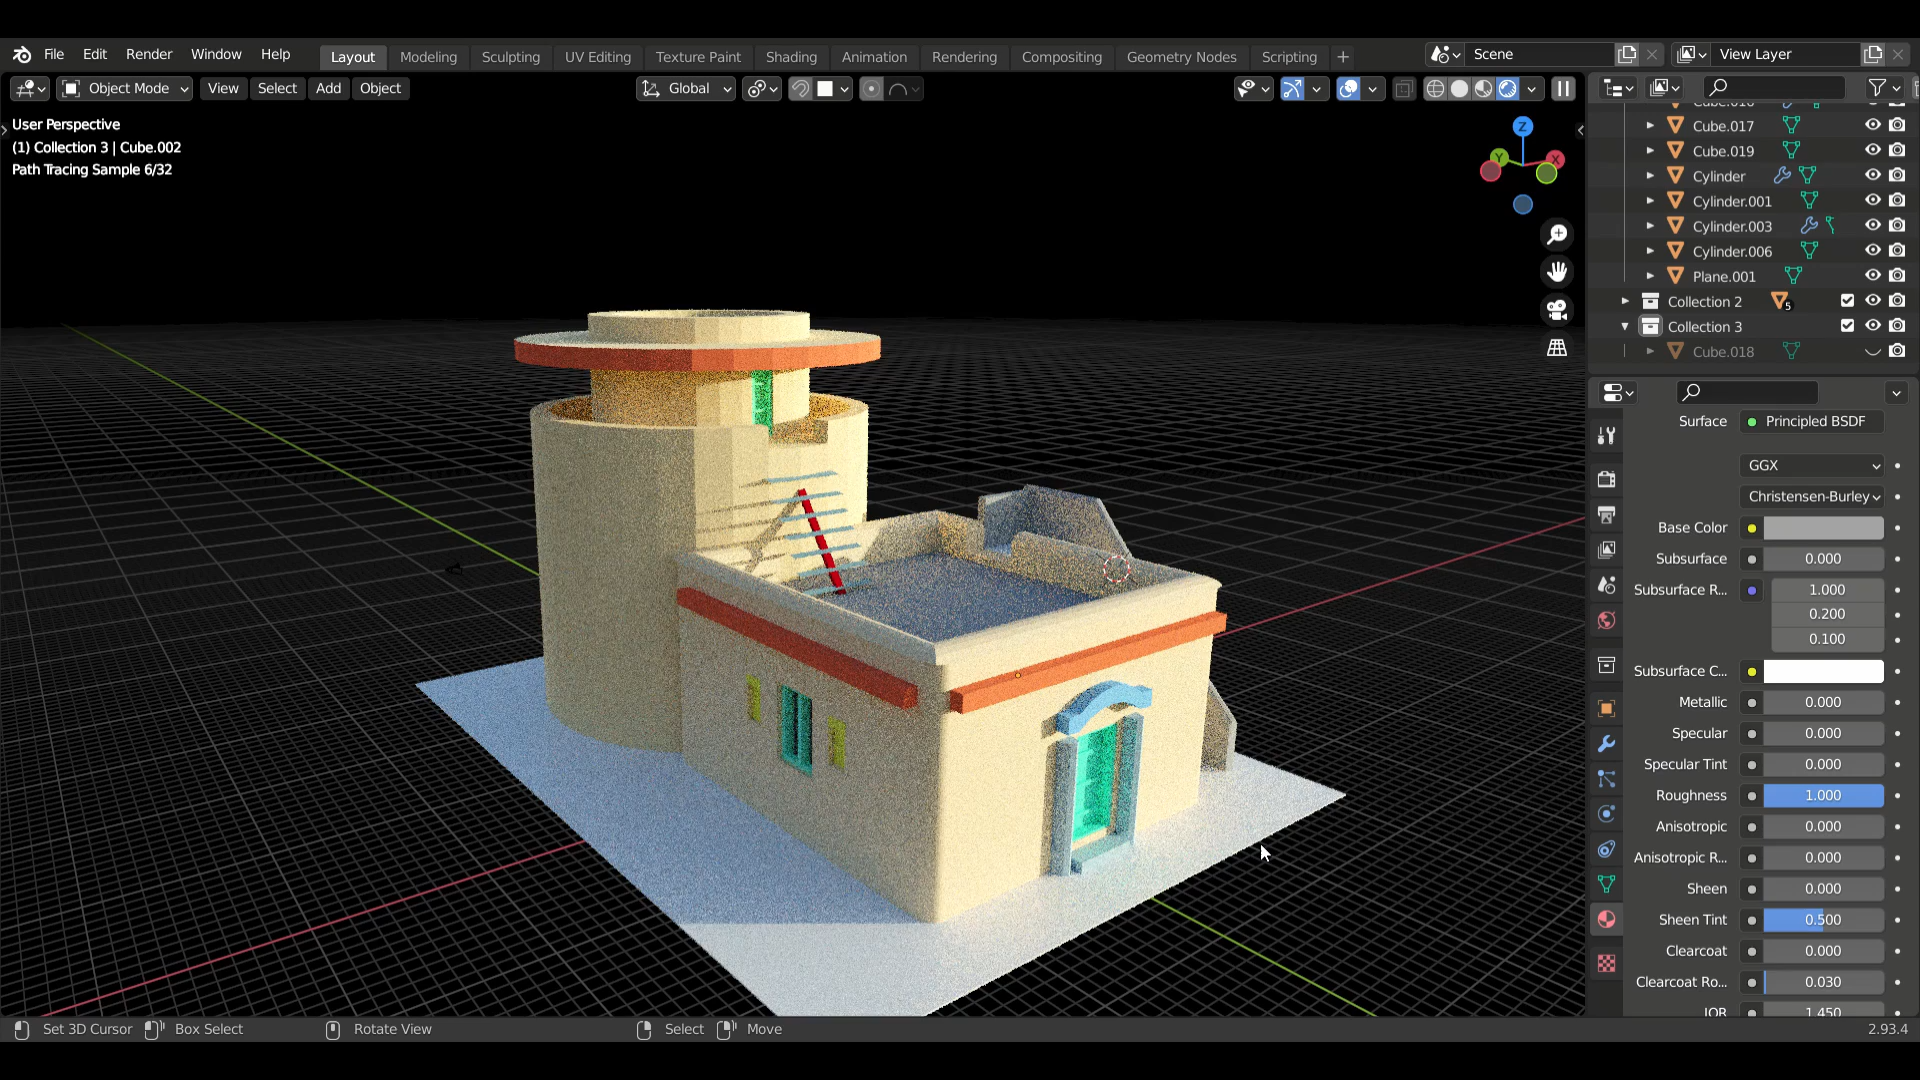 File Edit Render Window Help Layout Modeling Sculpting UV Editing Texture Paint Shading Animation Rendering Compositing Geometry Nodes Scripting + Scene View Layer
Object Mode View Select Add Object Global
User Perspective
(1) Collection 3 | Cube.002
Path Tracing Sample 6/32
Z
Y
X
Cube.016
Cube.017
Cube.019
Cylinder
Cylinder.001
Cylinder.003
Cylinder.006
Plane.001
Collection 2 5
Collection 3
Cube.018
Surface Principled BSDF
GGX
Christensen-Burley
Base Color
Subsurface 0.000
Subsurface R... 1.000
0.200
0.100
Subsurface C...
Metallic 0.000
Specular 0.000
Specular Tint 0.000
Roughness 1.000
Anisotropic 0.000
Anisotropic R... 0.000
Sheen 0.000
Sheen Tint 0.500
Clearcoat 0.000
Clearcoat Ro... 0.030
IOR 1.450
Set 3D Cursor Box Select Rotate View Select Move 2.93.4